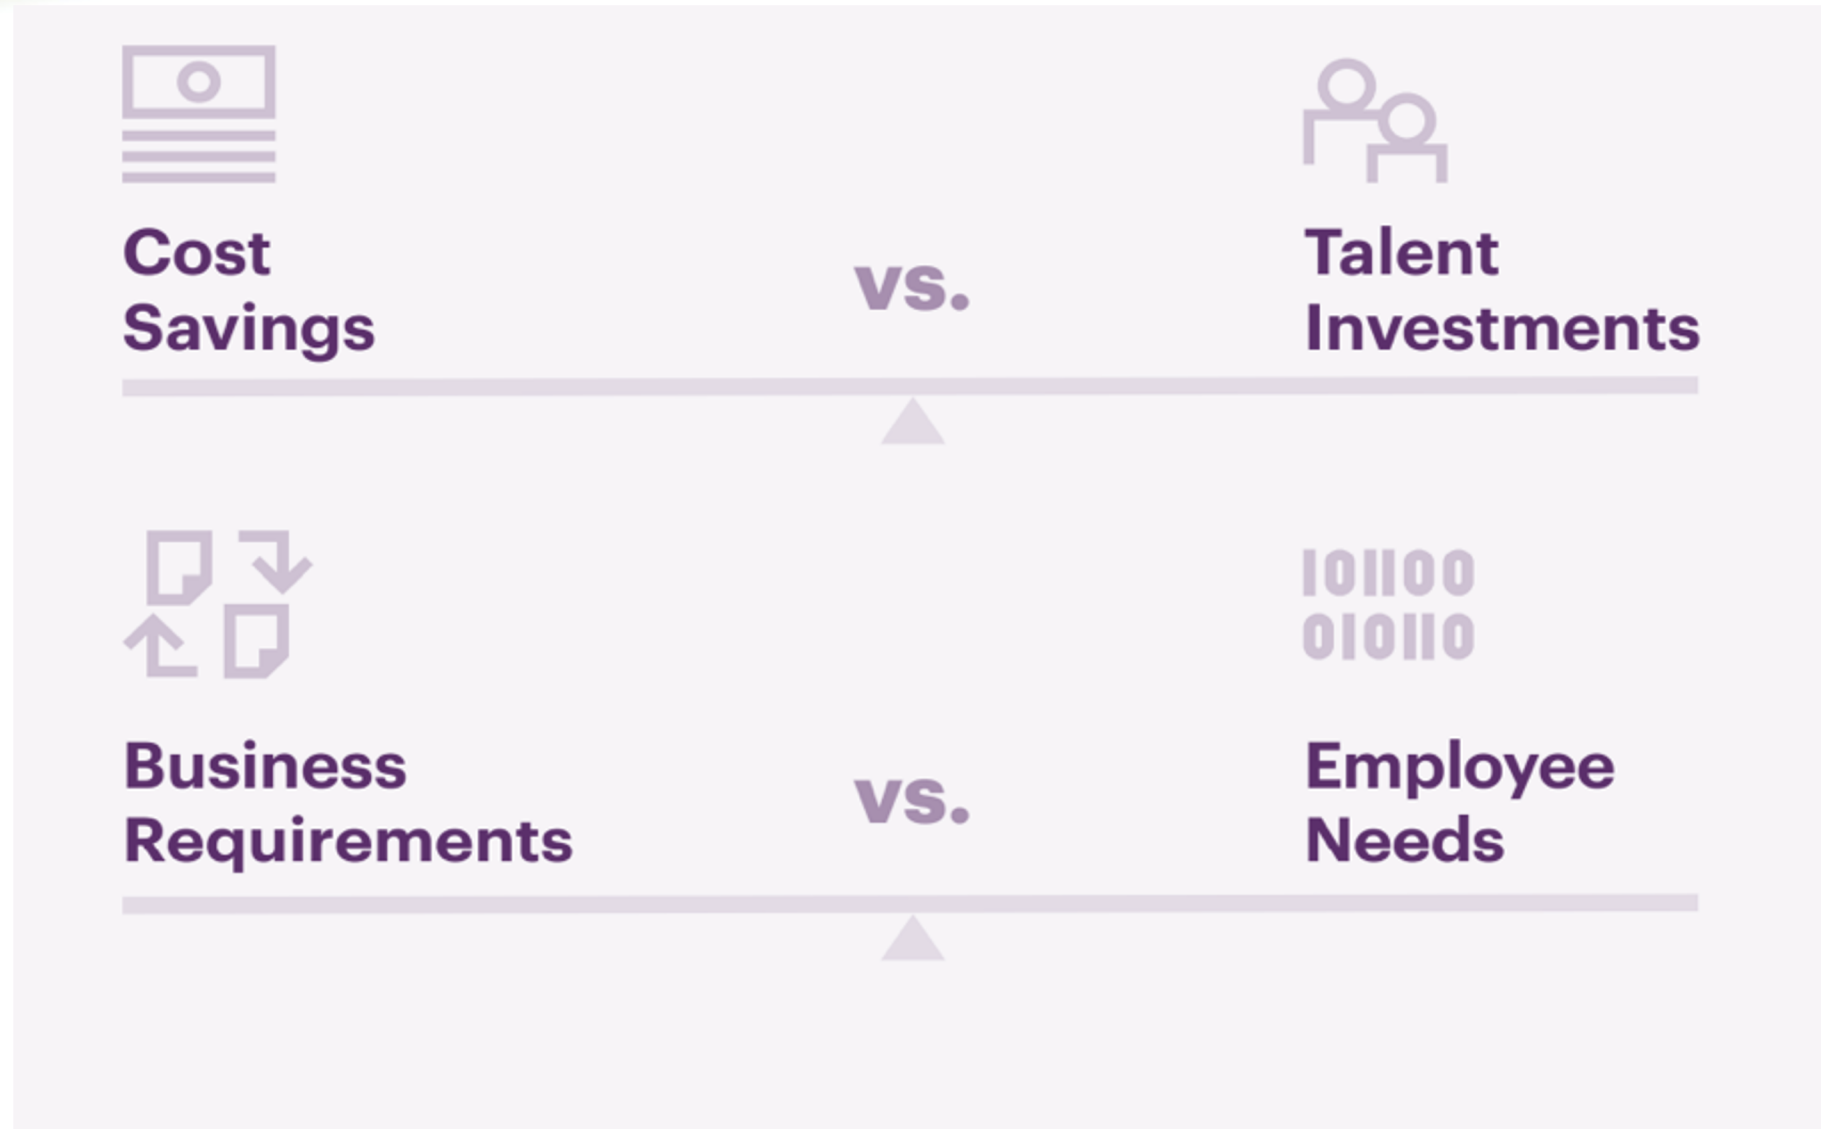 Cost
Savings
vs.
Talent
Investments
101100
010110
Business
Requirements
vs.
Employee
Needs